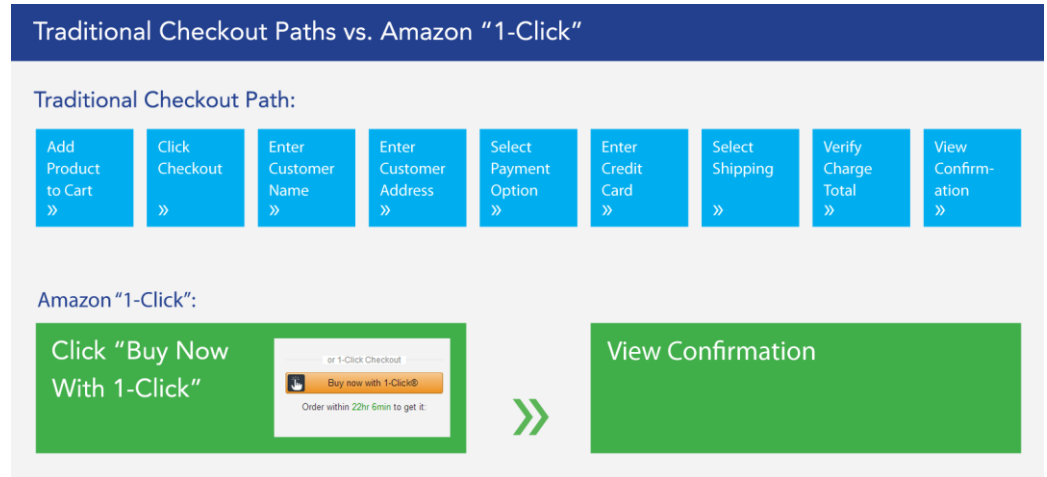 Traditional Checkout Paths vs. Amazon “1-Click”
Traditional Checkout Path:
Add
Product
to Cart
»
Click
Checkout
»
Enter
Customer
Name
»
Enter
Customer
Address
»
Select
Payment
Option
»
Enter
Credit
Card
»
Select
Shipping
»
Verify
Charge
Total
»
View
Confirm-
ation
»
Amazon “1-Click”:
Click “Buy Now
With 1-Click”
or 1-Click Checkout
Buy now with 1-Click®
Order within 22hr 6min to get it:
»
View Confirmation